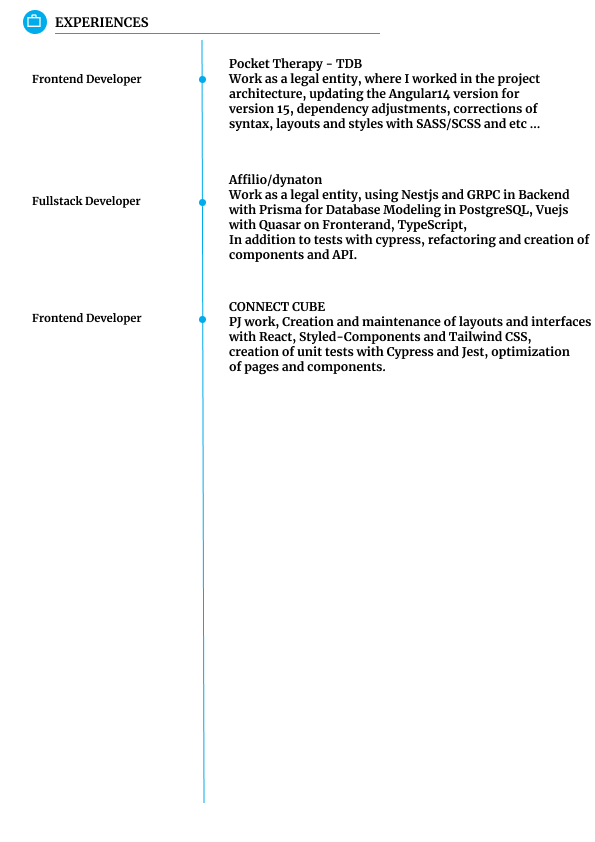 EXPERIENCES
Frontend Developer
Pocket Therapy - TDB
Work as a legal entity, where I worked in the project
architecture, updating the Angular14 version for
version 15, dependency adjustments, corrections of
syntax, layouts and styles with SASS/SCSS and etc ...
Fullstack Developer
Affilio/dynaton
Work as a legal entity, using Nestjs and GRPC in Backend
with Prisma for Database Modeling in PostgreSQL, Vuejs
with Quasar on Fronterand, TypeScript,
In addition to tests with cypress, refactoring and creation of
components and API.
Frontend Developer
CONNECT CUBE
PJ work, Creation and maintenance of layouts and interfaces
with React, Styled-Components and Tailwind CSS,
creation of unit tests with Cypress and Jest, optimization
of pages and components.